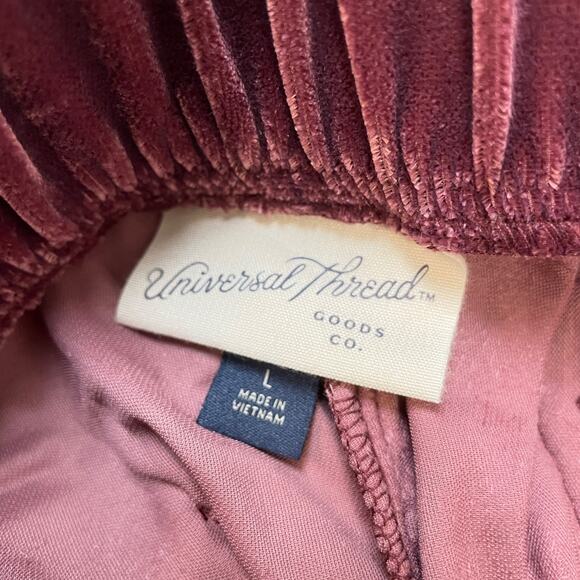 Universal Thread™
GOODS
CO.
L
MADE IN
VIETNAM